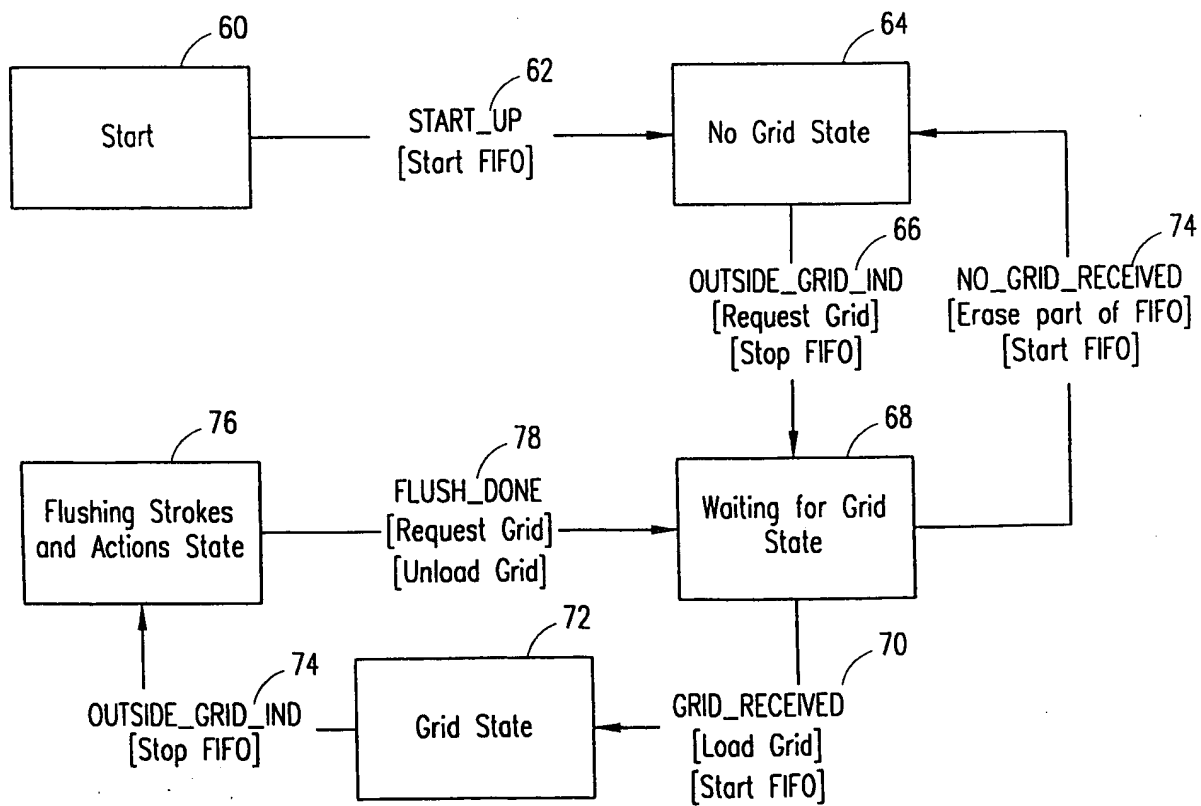 60
Start
62
START_UP
[Start FIFO]
64
No Grid State
66
OUTSIDE_GRID_IND
[Request Grid]
[Stop FIFO]
74
NO_GRID_RECEIVED
[Erase part of FIFO]
[Start FIFO]
76
Flushing Strokes
and Actions State
78
FLUSH_DONE
[Request Grid]
[Unload Grid]
68
Waiting for Grid
State
74
OUTSIDE_GRID_IND
[Stop FIFO]
72
Grid State
70
GRID_RECEIVED
[Load Grid]
[Start FIFO]